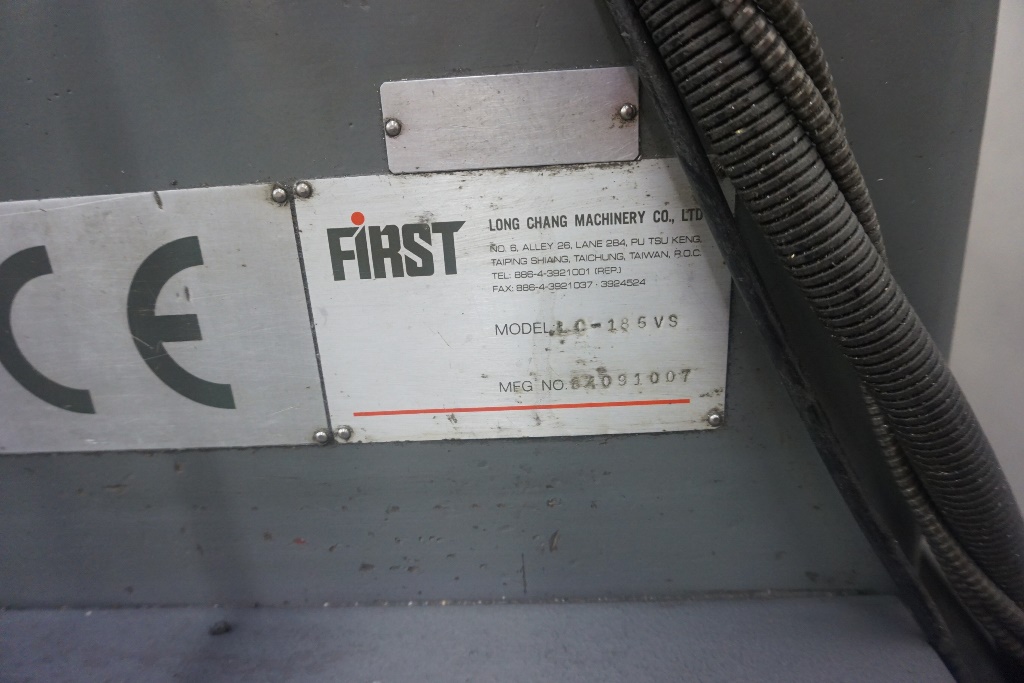 CE
FIRST
LONG CHANG MACHINERY CO., LTD
NO. 6, ALLEY 26, LANE 284, PU TSU KENG.
TAIPING SHIANG, TAICHUNG, TAIWAN, R.O.C.
TEL: 886-4-3921001 (REP.)
FAX: 886-4-3921037 · 3924524
MODEL LC-185VS
MFG NO. 64091007